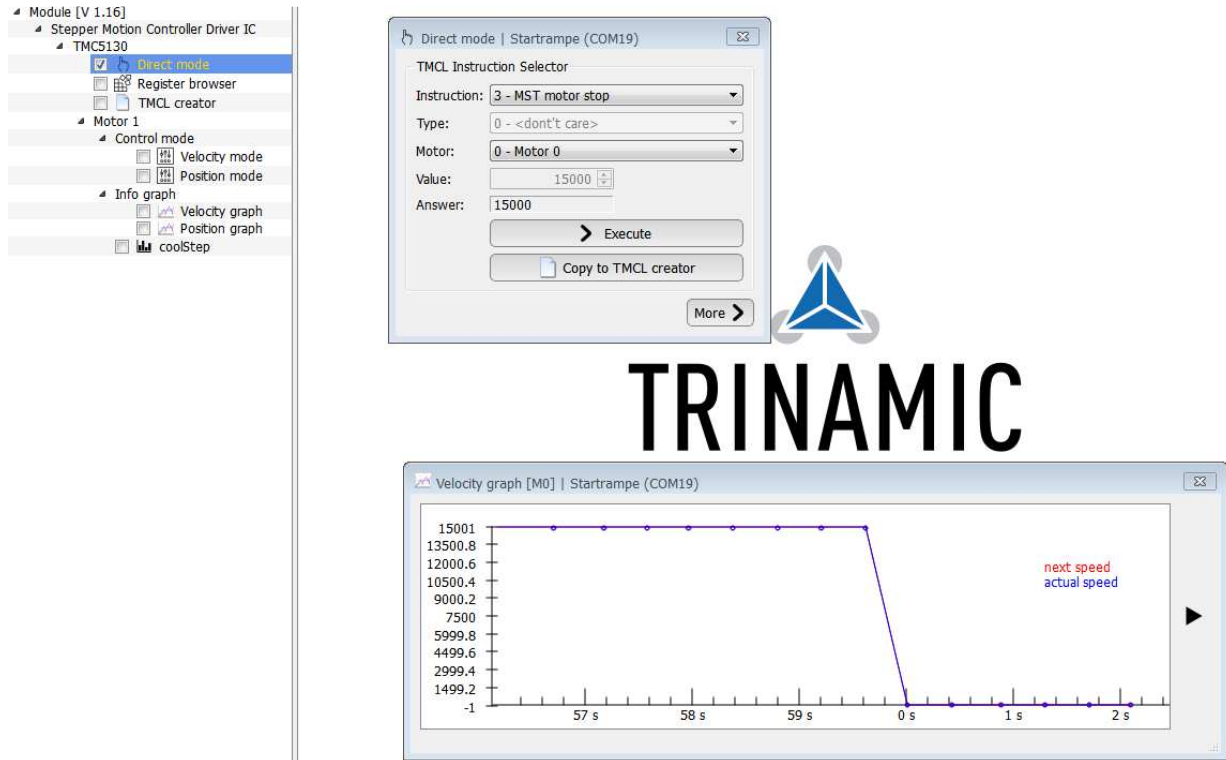 Module [V 1.16]
Stepper Motion Controller Driver IC
TMC5130
Direct mode
Register browser
TMCL creator
Motor 1
Control mode
Velocity mode
Position mode
Info graph
Velocity graph
Position graph
coolStep
Direct mode | Startrampe (COM19)
TMCL Instruction Selector
Instruction: 3 - MST motor stop
Type: 0 - <don't care>
Motor: 0 - Motor 0
Value: 15000
Answer: 15000
Execute
Copy to TMCL creator
More
TRINAMIC
Velocity graph [M0] | Startrampe (COM19)
15001
13500.8
12000.6
10500.4
9000.2
7500
5999.8
4499.6
2999.4
1499.2
-1
57 s 58 s 59 s 0 s 1 s 2 s
next speed
actual speed